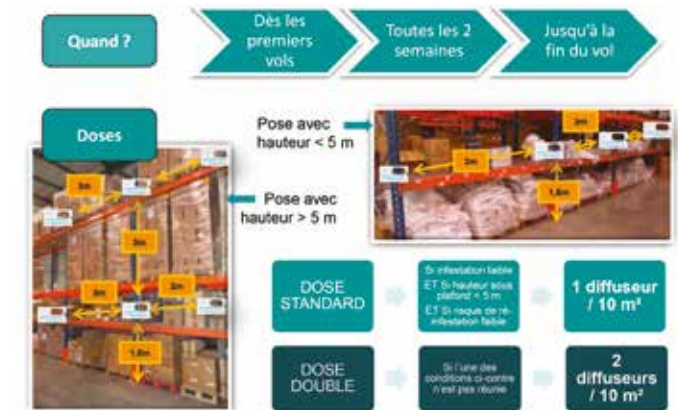 Quand ?
Dès les
premiers
vols
Toutes les 2
semaines
Jusqu'à la
fin du vol
Doses
Pose avec
hauteur < 5 m
Pose avec
hauteur > 5 m
3m
3m
3m
3m
3m
1,8m
3m
3m
1,8m
DOSE
STANDARD
Si infestation faible
ET Si hauteur sous
plafond < 5 m
ET Si risque de ré-
infestation faible
1 diffuseur
/ 10 m²
DOSE
DOUBLE
Si l'une des
conditions ci-contre
n'est pas réunie
2
diffuseurs
/ 10 m²